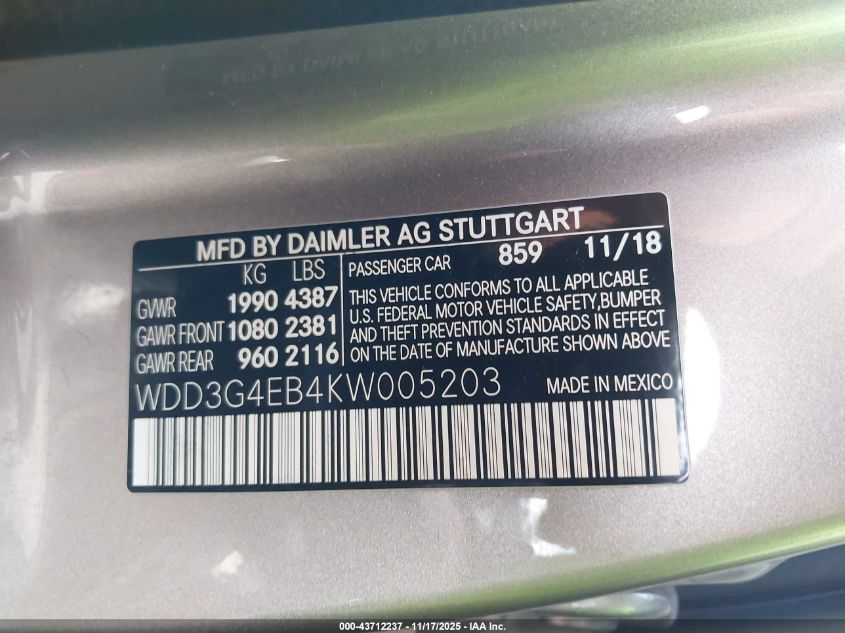 MFD BY DAIMLER AG STUTTGART
KG LBS
GVWR 1990 4387
GAWR FRONT 1080 2381
GAWR REAR 960 2116
PASSENGER CAR 859 11/18
THIS VEHICLE CONFORMS TO ALL APPLICABLE
U.S. FEDERAL MOTOR VEHICLE SAFETY,BUMPER
AND THEFT PREVENTION STANDARDS IN EFFECT
ON THE DATE OF MANUFACTURE SHOWN ABOVE
WDD3G4EB4KW005203 MADE IN MEXICO
000-43712237 - 11/17/2025 - IAA Inc.